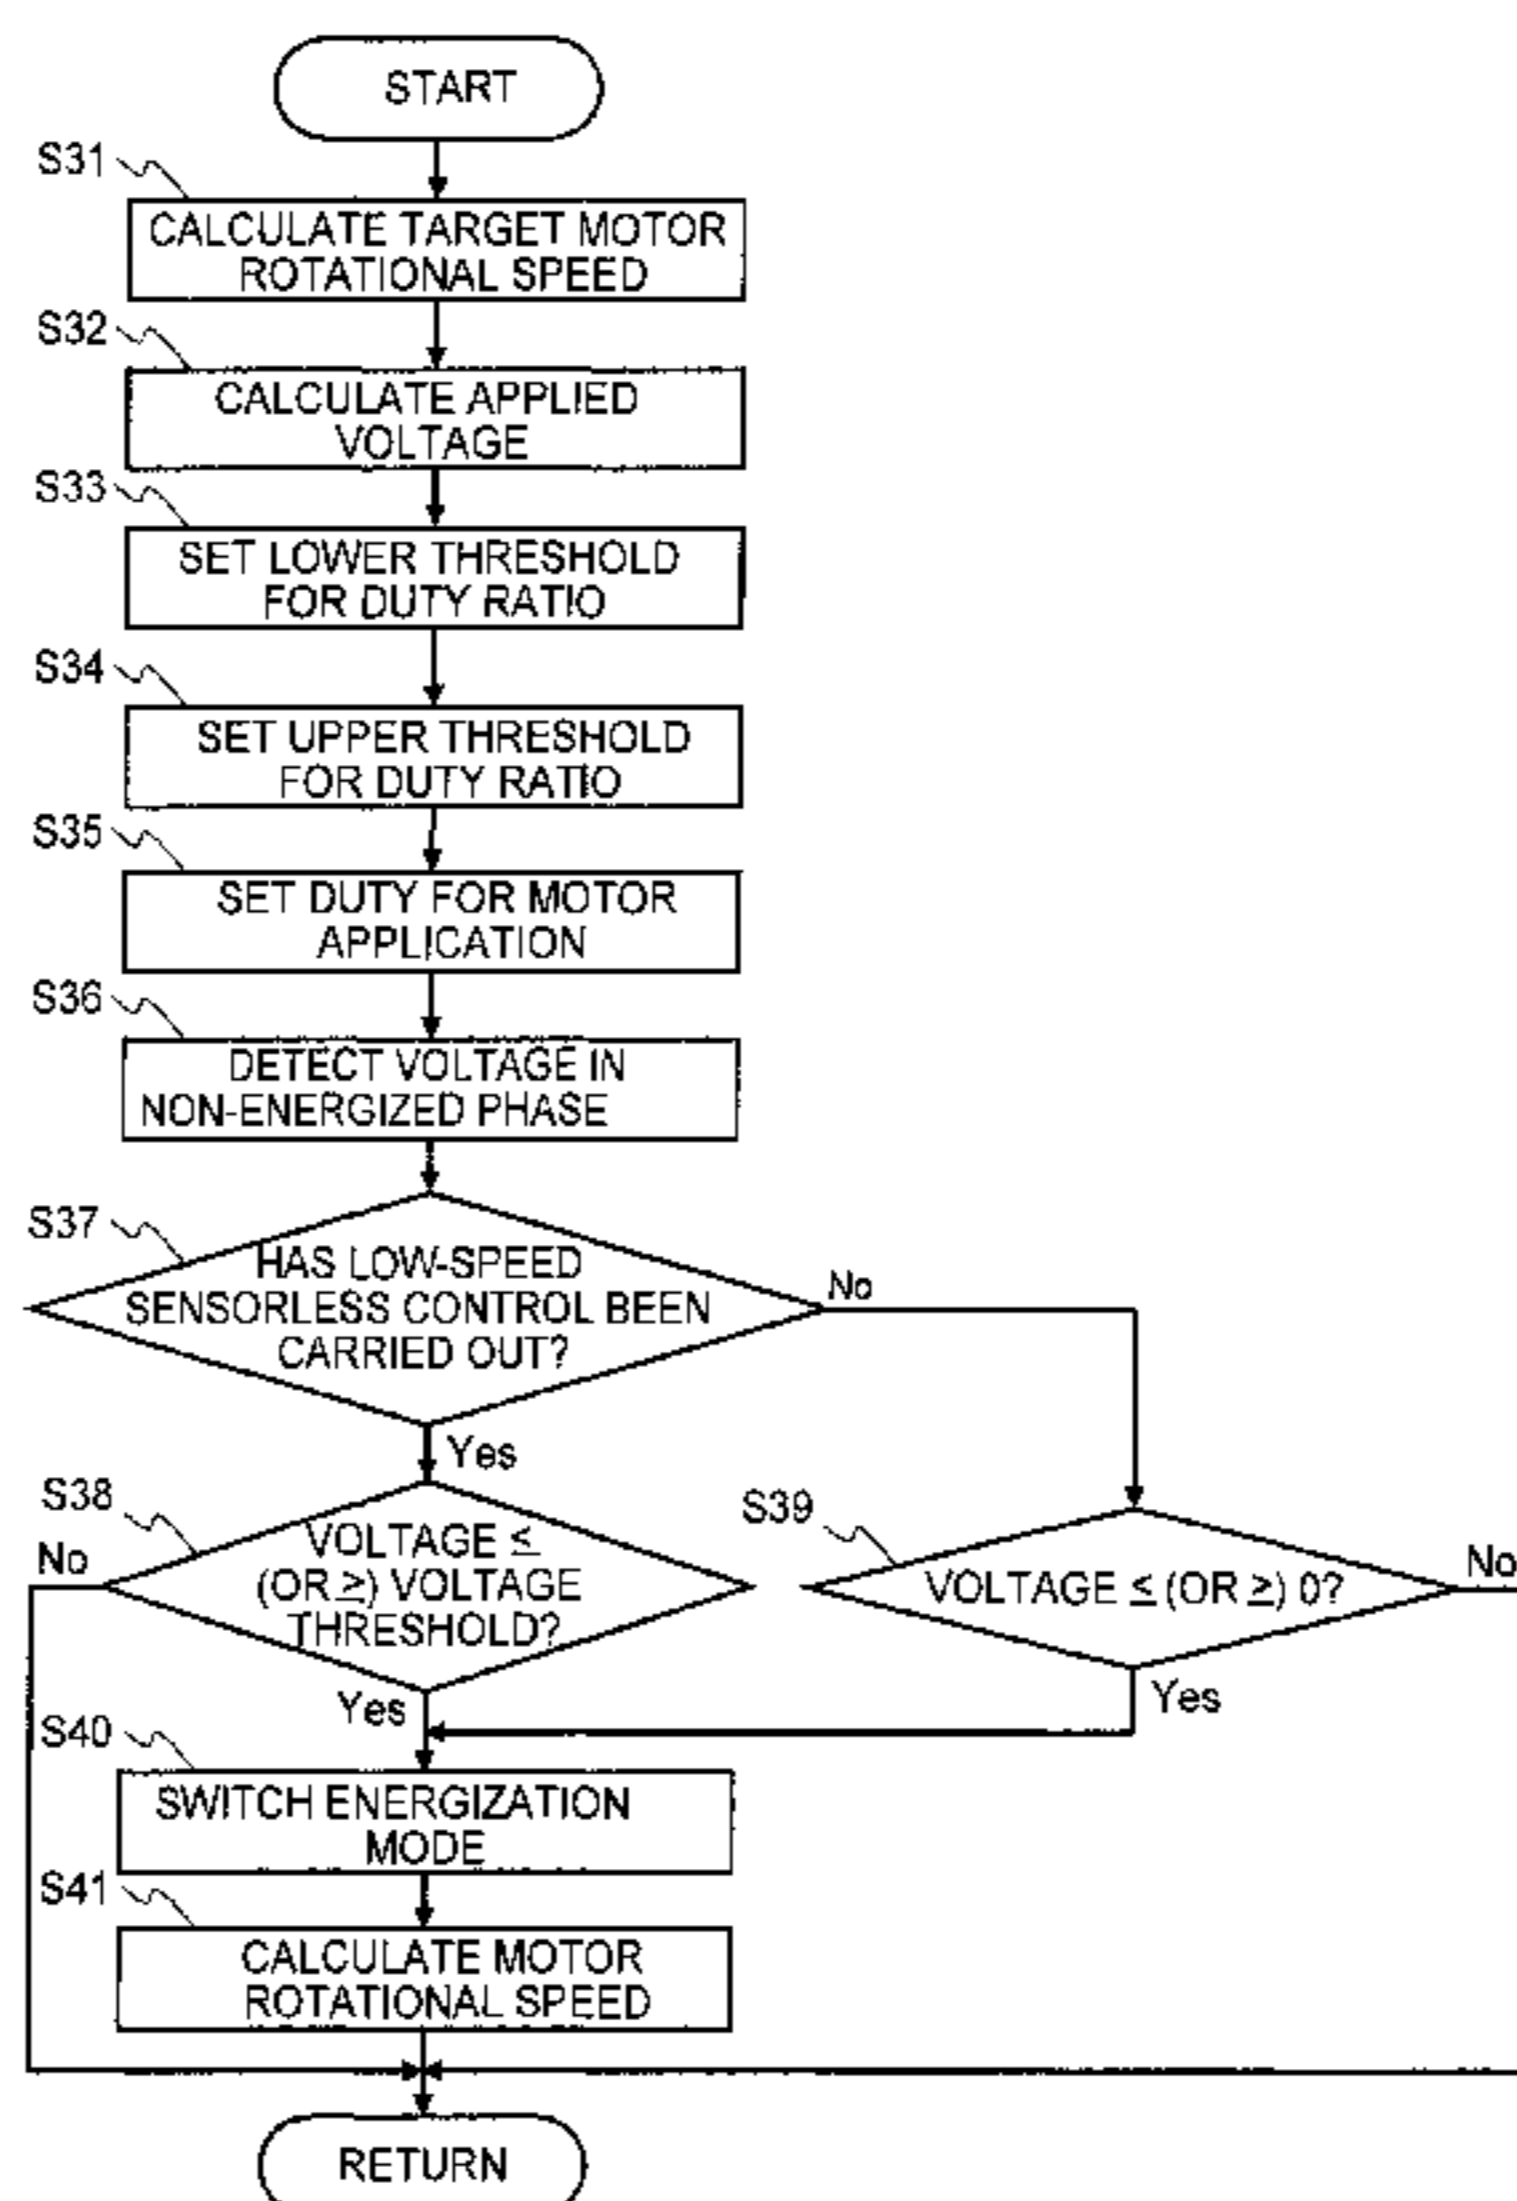 START
S31
CALCULATE TARGET MOTOR
ROTATIONAL SPEED
S32
CALCULATE APPLIED
VOLTAGE
S33
SET LOWER THRESHOLD
FOR DUTY RATIO
S34
SET UPPER THRESHOLD
FOR DUTY RATIO
S35
SET DUTY FOR MOTOR
APPLICATION
S36
DETECT VOLTAGE IN
NON-ENERGIZED PHASE
S37
HAS LOW-SPEED
SENSORLESS CONTROL BEEN
CARRIED OUT?
No
Yes
S38
VOLTAGE ≤
(OR ≥) VOLTAGE
THRESHOLD?
No
Yes
S39
VOLTAGE ≤ (OR ≥) 0?
No
Yes
S40
SWITCH ENERGIZATION
MODE
S41
CALCULATE MOTOR
ROTATIONAL SPEED
RETURN